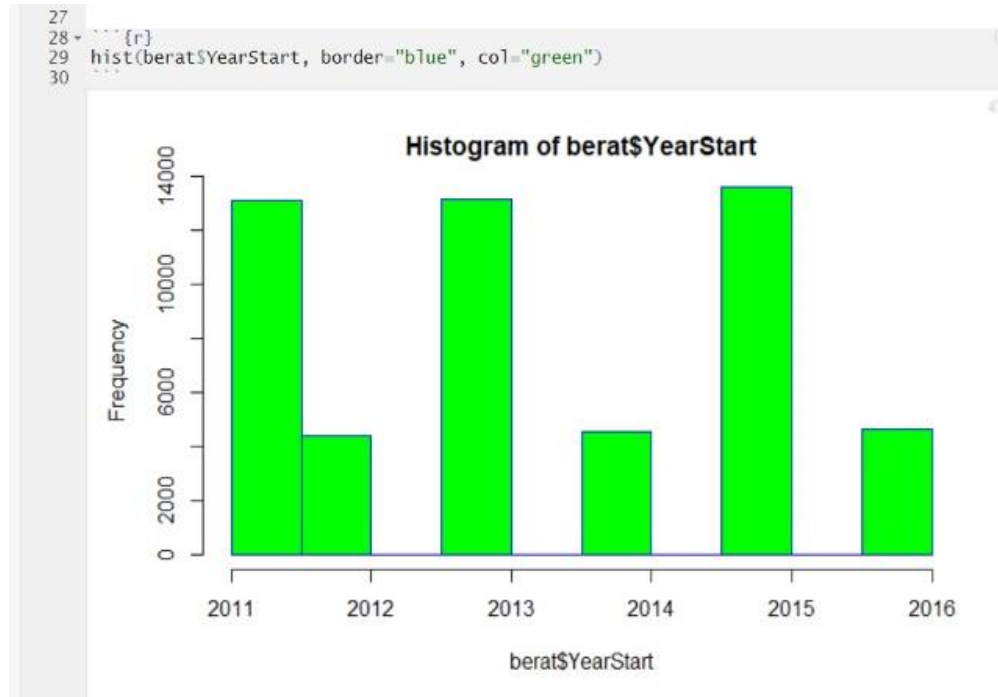 27
28 ```{r}
29 hist(berat$YearStart, border="blue", col="green")
30 ```
Histogram of berat$YearStart
14000
10000
6000
2000
0
Frequency
2011 2012 2013 2014 2015 2016
berat$YearStart